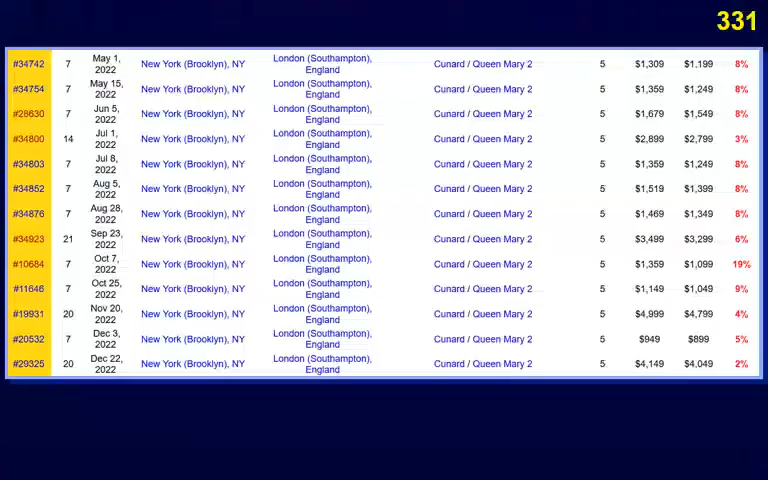 331
#34742 7 May 1, 2022 New York (Brooklyn), NY London (Southampton), England Cunard / Queen Mary 2 5 $1,309 $1,199 8%
#34754 7 May 15, 2022 New York (Brooklyn), NY London (Southampton), England Cunard / Queen Mary 2 5 $1,359 $1,249 8%
#28630 7 Jun 5, 2022 New York (Brooklyn), NY London (Southampton), England Cunard / Queen Mary 2 5 $1,679 $1,549 8%
#34800 14 Jul 1, 2022 New York (Brooklyn), NY London (Southampton), England Cunard / Queen Mary 2 5 $2,899 $2,799 3%
#34803 7 Jul 8, 2022 New York (Brooklyn), NY London (Southampton), England Cunard / Queen Mary 2 5 $1,359 $1,249 8%
#34852 7 Aug 5, 2022 New York (Brooklyn), NY London (Southampton), England Cunard / Queen Mary 2 5 $1,519 $1,399 8%
#34876 7 Aug 28, 2022 New York (Brooklyn), NY London (Southampton), England Cunard / Queen Mary 2 5 $1,469 $1,349 8%
#34923 21 Sep 23, 2022 New York (Brooklyn), NY London (Southampton), England Cunard / Queen Mary 2 5 $3,499 $3,299 6%
#10684 7 Oct 7, 2022 New York (Brooklyn), NY London (Southampton), England Cunard / Queen Mary 2 5 $1,359 $1,099 19%
#11646 7 Oct 25, 2022 New York (Brooklyn), NY London (Southampton), England Cunard / Queen Mary 2 5 $1,149 $1,049 9%
#19931 20 Nov 20, 2022 New York (Brooklyn), NY London (Southampton), England Cunard / Queen Mary 2 5 $4,999 $4,799 4%
#20532 7 Dec 3, 2022 New York (Brooklyn), NY London (Southampton), England Cunard / Queen Mary 2 5 $949 $899 5%
#29325 20 Dec 22, 2022 New York (Brooklyn), NY London (Southampton), England Cunard / Queen Mary 2 5 $4,149 $4,049 2%